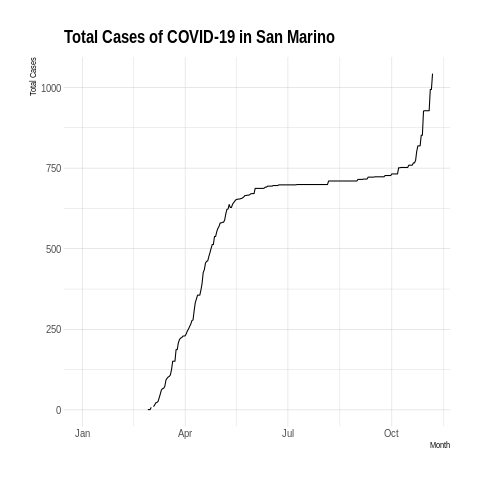 Total Cases of COVID-19 in San Marino
Total Cases
1000
750
500
250
0
Jan Apr Jul Oct
Month